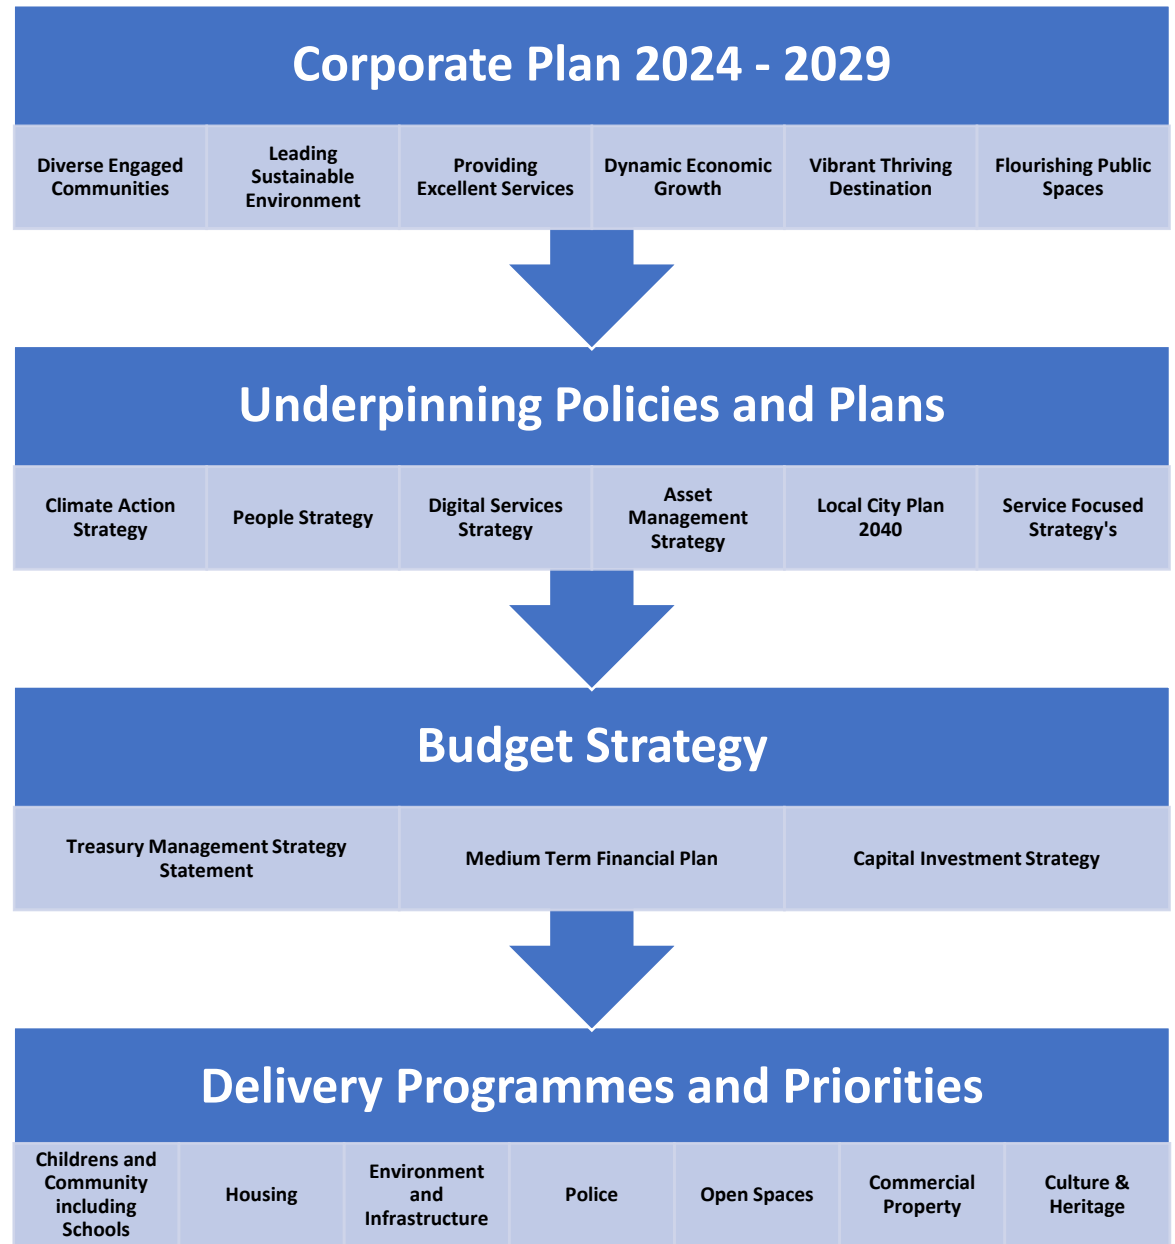 Corporate Plan 2024 - 2029
Diverse Engaged
Communities
Leading
Sustainable
Environment
Providing
Excellent Services
Dynamic Economic
Growth
Vibrant Thriving
Destination
Flourishing Public
Spaces
Underpinning Policies and Plans
Climate Action
Strategy
People Strategy
Digital Services
Strategy
Asset
Management
Strategy
Local City Plan
2040
Service Focused
Strategy's
Budget Strategy
Treasury Management Strategy
Statement
Medium Term Financial Plan
Capital Investment Strategy
Delivery Programmes and Priorities
Childrens and
Community
including
Schools
Housing
Environment
and
Infrastructure
Police
Open Spaces
Commercial
Property
Culture &
Heritage